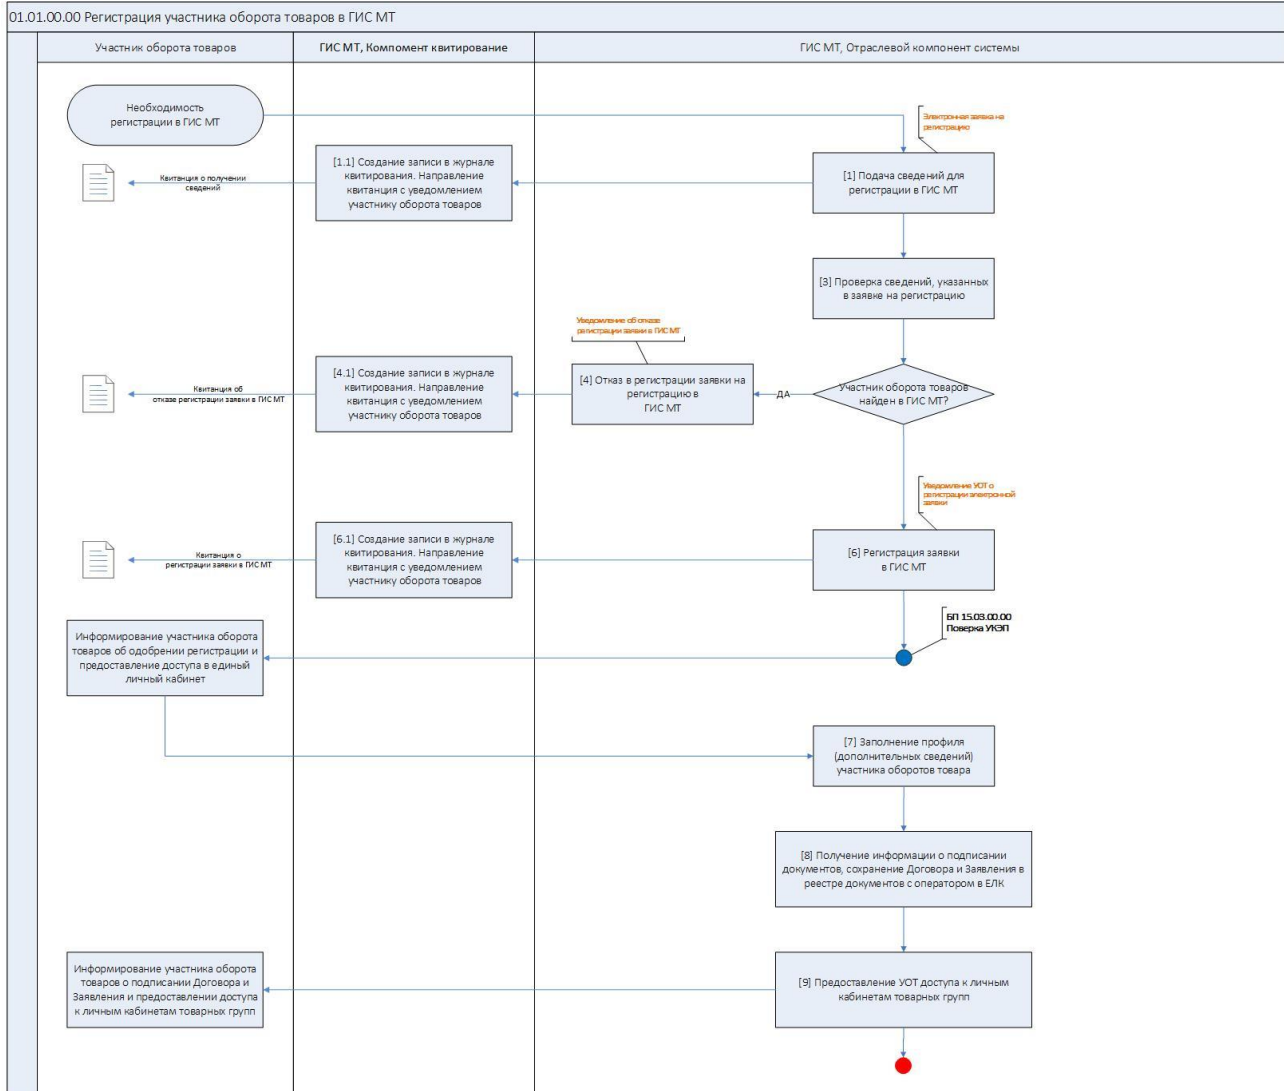 01.01.00.00 Регистрация участника оборота товаров в ГИС МТ
Участник оборота товаров
ГИС МТ, Компомент квитирование
ГИС МТ, Отраслевой компонент системы
Необходимость
регистрации в ГИС МТ
Электронная заявка на
регистрацию
[1] Подача сведений для
регистрации в ГИС МТ
[1.1] Создание записи в журнале
квитирования. Направление
квитанция с уведомлением
участнику оборота товаров
Квитанция о получении
сведений
[3] Проверка сведений, указанных
в заявке на регистрацию
Уведомление об отказе
регистрации заявки в ГИС МТ
Участник оборота товаров
найден в ГИС МТ?
ДА
[4] Отказ в регистрации заявки на
регистрацию в
ГИС МТ
[4.1] Создание записи в журнале
квитирования. Направление
квитанция с уведомлением
участнику оборота товаров
Квитанция об
отказе регистрации заявки в ГИС МТ
Уведомление УОТ о
регистрации электронной
заявки
[6] Регистрация заявки
в ГИС МТ
[6.1] Создание записи в журнале
квитирования. Направление
квитанция с уведомлением
участнику оборота товаров
Квитанция о
регистрации заявки в ГИС МТ
БП 15.03.00.00
Поверка УКЭП
Информирование участника оборота
товаров об одобрении регистрации и
предоставление доступа в единый
личный кабинет
[7] Заполнение профиля
(дополнительных сведений)
участника оборотов товара
[8] Получение информации о подписании
документов, сохранение Договора и Заявления в
реестре документов с оператором в ЕЛК
[9] Предоставление УОТ доступа к личным
кабинетам товарных групп
Информирование участника оборота
товаров о подписании Договора и
Заявления и предоставлении доступа
к личным кабинетам товарных групп